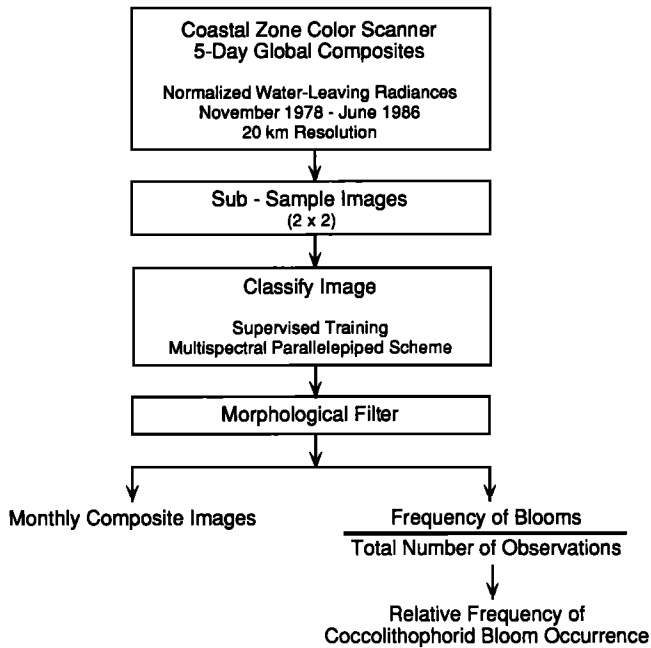 Coastal Zone Color Scanner
5-Day Global Composites
Normalized Water-Leaving Radiances
November 1978 - June 1986
20 km Resolution
Sub - Sample Images
(2 x 2)
Classify Image
Supervised Training
Multispectral Parallelepiped Scheme
Morphological Filter
Monthly Composite Images
Frequency of Blooms
Total Number of Observations
Relative Frequency of
Coccolithophorid Bloom Occurrence